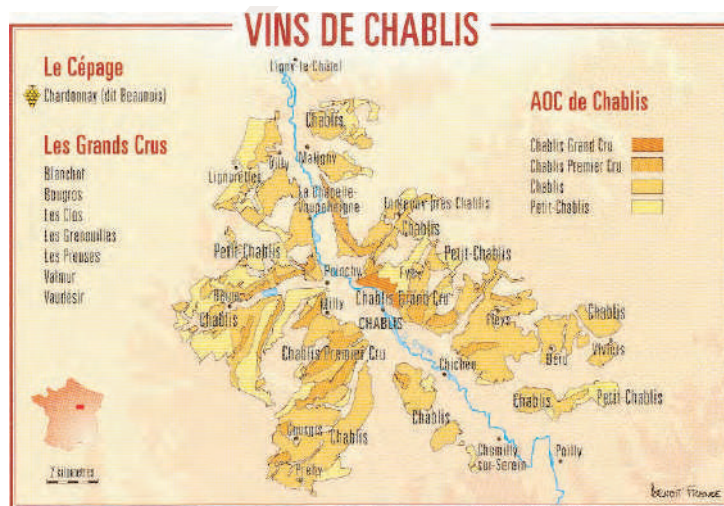 VINS DE CHABLIS
Le Cépage
Chardonnay (dit Beaunois)
Les Grands Crus
Blanchot
Bougros
Les Clos
Les Grenouilles
Les Preuses
Valmur
Vaudésir
AOC de Chablis
Chablis Grand Cru
Chablis Premier Cru
Chablis
Petit-Chablis
Ligny-le-Châtel
Chablis
Villy
Maligny
Lignorelles
La Chapelle-
Vaupelteigne
Fontenay près Chablis
Chablis
Petit-Chablis
Petit-Chablis
Poinchy
Fyé
Chablis Grand Cru
Beine
Chablis
Milly
CHABLIS
Fleys
Chablis
Viviers
Béru
Chablis Premier Cru
Chichée
Chablis
Petit-Chablis
Chablis
Courgis
Chablis
Préhy
Chemilly
sur-Serein
Poilly
2 kilomètres
BENOIT FRANCE